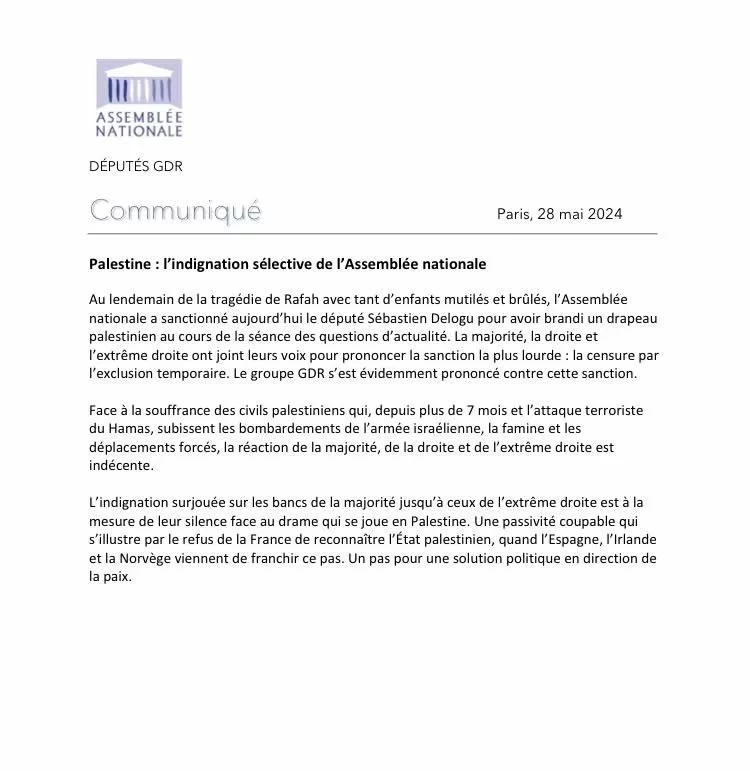 ASSEMBLÉE
NATIONALE
DÉPUTÉS GDR
Communiqué
Paris, 28 mai 2024
Palestine : l’indignation sélective de l’Assemblée nationale
Au lendemain de la tragédie de Rafah avec tant d’enfants mutilés et brûlés, l’Assemblée
nationale a sanctionné aujourd’hui le député Sébastien Delogu pour avoir brandi un drapeau
palestinien au cours de la séance des questions d’actualité. La majorité, la droite et
l’extrême droite ont joint leurs voix pour prononcer la sanction la plus lourde : la censure par
l’exclusion temporaire. Le groupe GDR s’est évidemment prononcé contre cette sanction.
Face à la souffrance des civils palestiniens qui, depuis plus de 7 mois et l’attaque terroriste
du Hamas, subissent les bombardements de l’armée israélienne, la famine et les
déplacements forcés, la réaction de la majorité, de la droite et de l’extrême droite est
indécente.
L’indignation surjouée sur les bancs de la majorité jusqu’à ceux de l’extrême droite est à la
mesure de leur silence face au drame qui se joue en Palestine. Une passivité coupable qui
s’illustre par le refus de la France de reconnaître l’État palestinien, quand l’Espagne, l’Irlande
et la Norvège viennent de franchir ce pas. Un pas pour une solution politique en direction de
la paix.